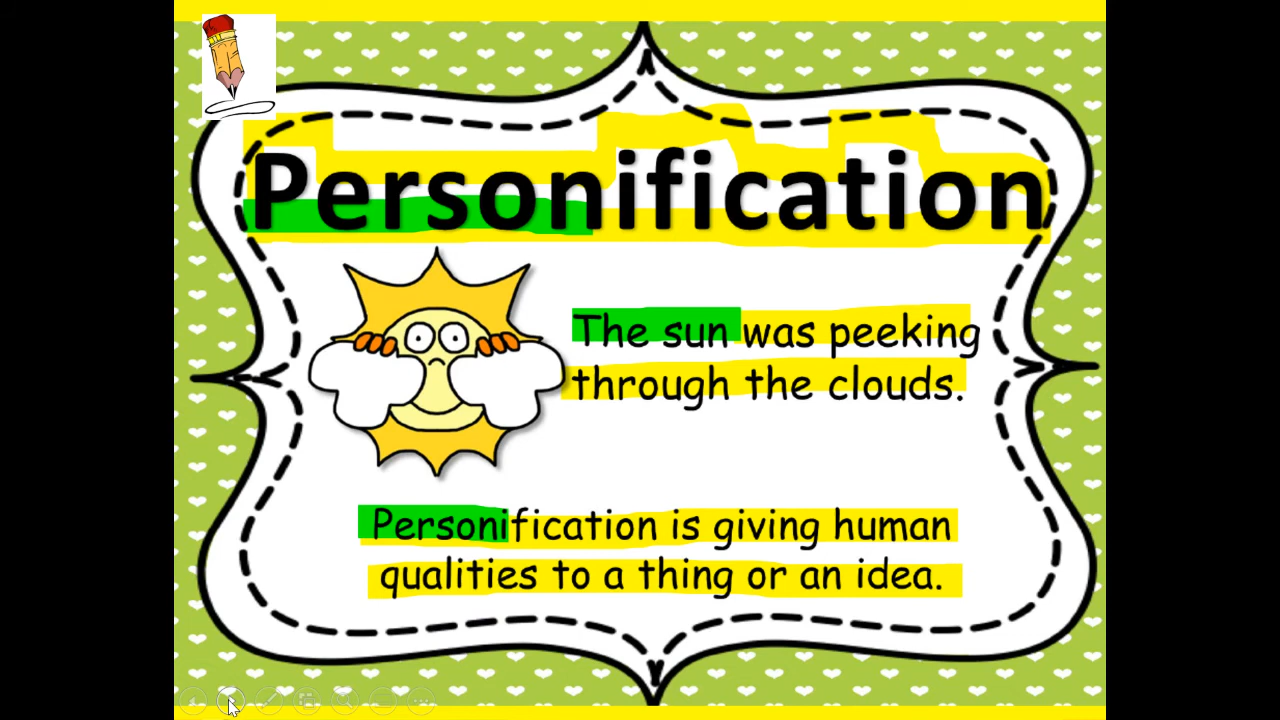 Personification
The sun was peeking
through the clouds.
Personification is giving human
qualities to a thing or an idea.